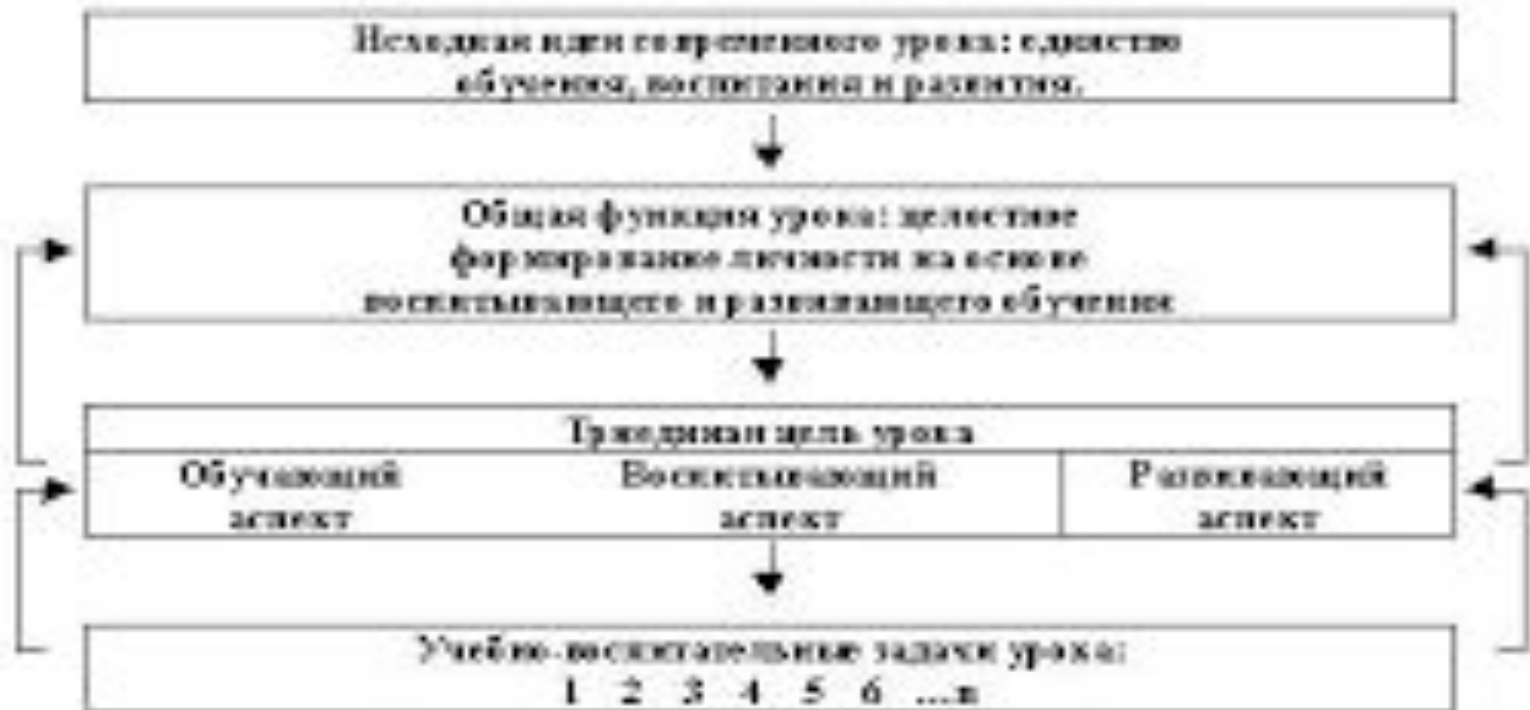 Исходная идея современного урока: единство
обучения, воспитания и развития.
Общая функция урока: целостное
формирование личности на основе
воспитывающего и развивающего обучения
Триединая цель урока
Обучающий Воспитывающий Развивающий
аспект аспект аспект
Учебно-воспитательные задачи урока:
1 2 3 4 5 6 ...n